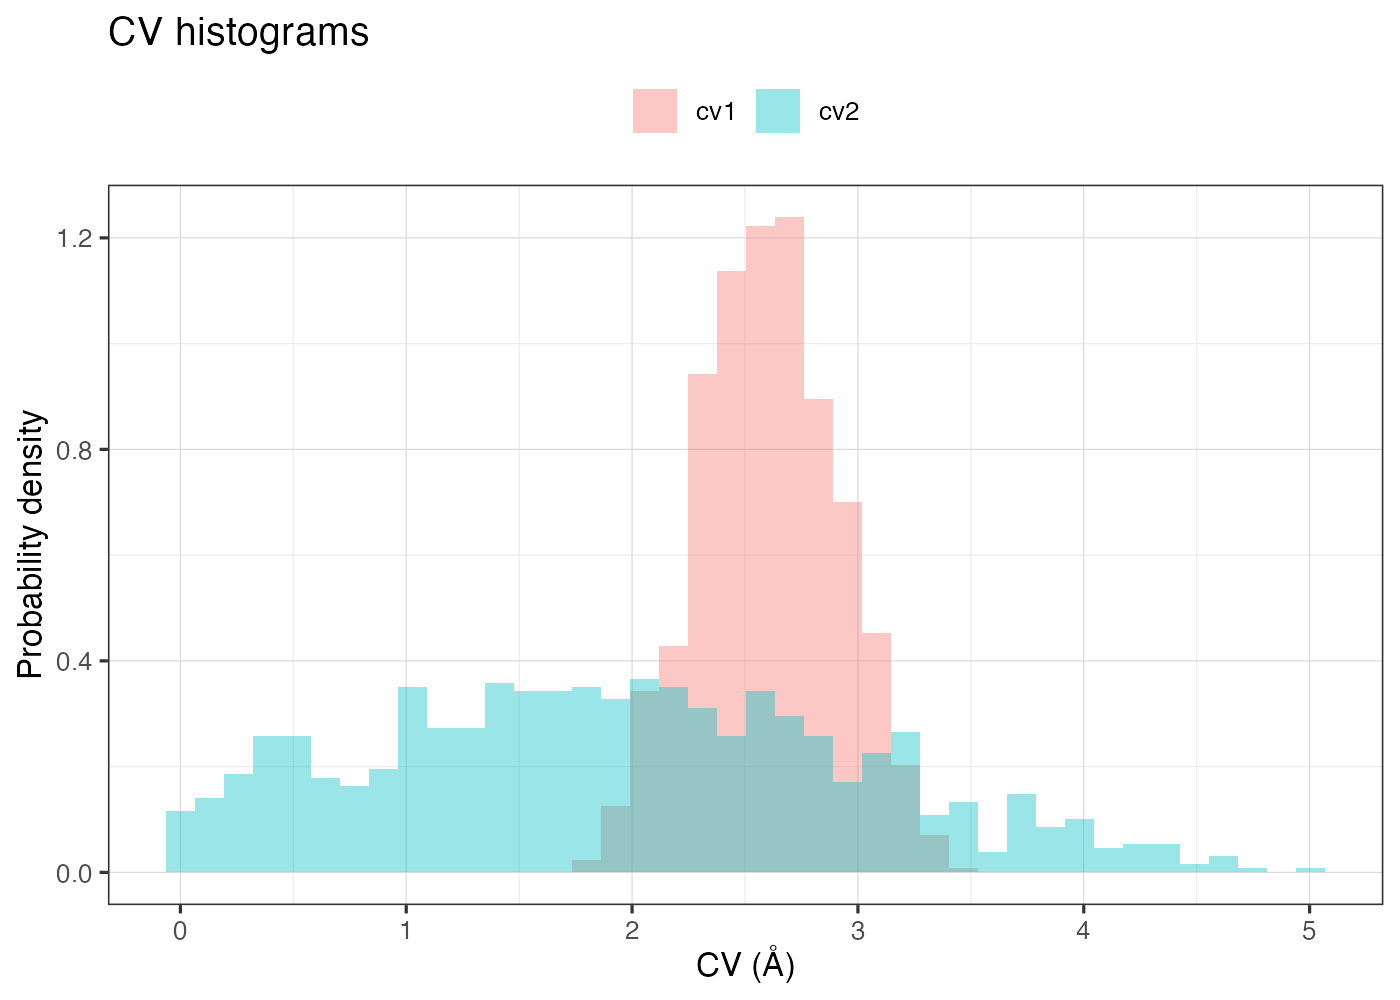 CV histograms
cv1 cv2
Probability density
1.2
0.8
0.4
0.0
0 1 2 3 4 5
CV (Å)